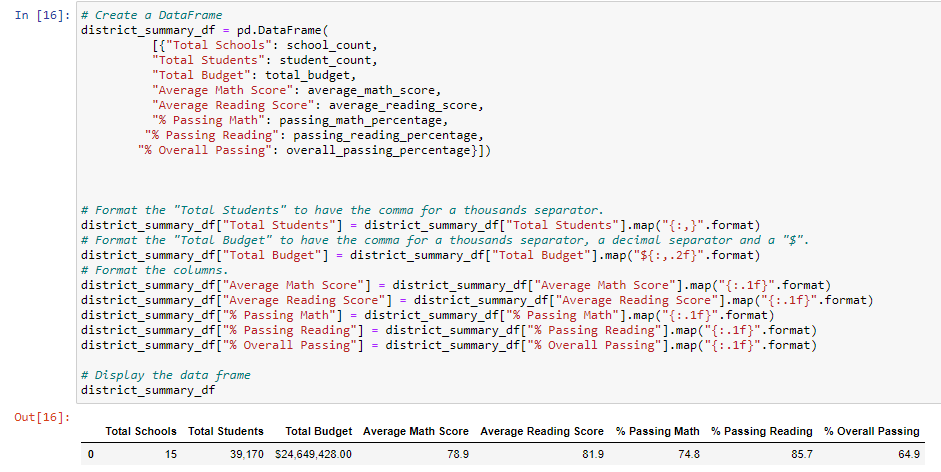 In [16]:
# Create a DataFrame
district_summary_df = pd.DataFrame(
          [{"Total Schools": school_count,
          "Total Students": student_count,
          "Total Budget": total_budget,
          "Average Math Score": average_math_score,
          "Average Reading Score": average_reading_score,
          "% Passing Math": passing_math_percentage,
         "% Passing Reading": passing_reading_percentage,
        "% Overall Passing": overall_passing_percentage}])
# Format the "Total Students" to have the comma for a thousands separator.
district_summary_df["Total Students"] = district_summary_df["Total Students"].map("{:,}".format)
# Format the "Total Budget" to have the comma for a thousands separator, a decimal separator and a "$".
district_summary_df["Total Budget"] = district_summary_df["Total Budget"].map("${:,.2f}".format)
# Format the columns.
district_summary_df["Average Math Score"] = district_summary_df["Average Math Score"].map("{:.1f}".format)
district_summary_df["Average Reading Score"] = district_summary_df["Average Reading Score"].map("{:.1f}".format)
district_summary_df["% Passing Math"] = district_summary_df["% Passing Math"].map("{:.1f}".format)
district_summary_df["% Passing Reading"] = district_summary_df["% Passing Reading"].map("{:.1f}".format)
district_summary_df["% Overall Passing"] = district_summary_df["% Overall Passing"].map("{:.1f}".format)
# Display the data frame
district_summary_df
Out[16]:
Total Schools Total Students Total Budget Average Math Score Average Reading Score % Passing Math % Passing Reading % Overall Passing
0 15 39,170 $24,649,428.00 78.9 81.9 74.8 85.7 64.9